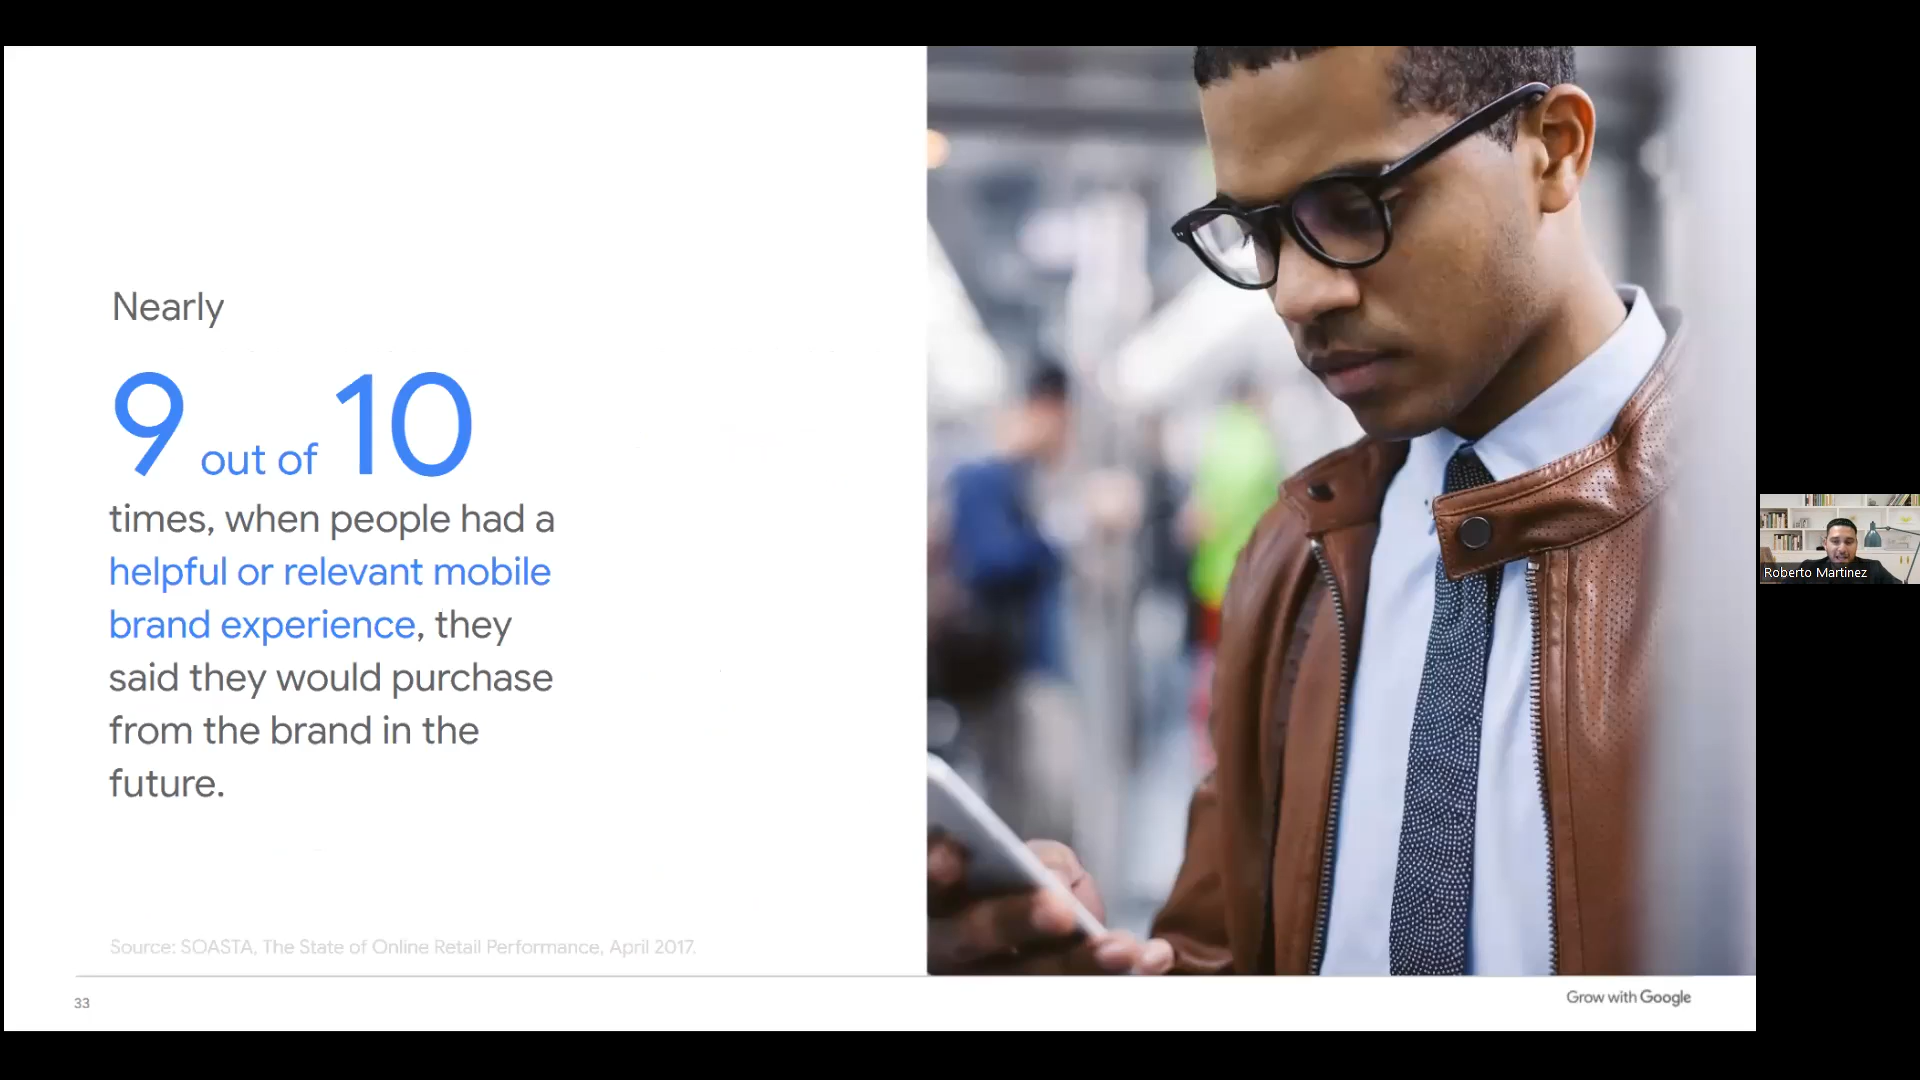 Nearly
9 out of 10
times, when people had a
helpful or relevant mobile
brand experience, they
said they would purchase
from the brand in the
future.
Source: SOASTA, The State of Online Retail Performance, April 2017.
33
Grow with Google
Roberto Martinez